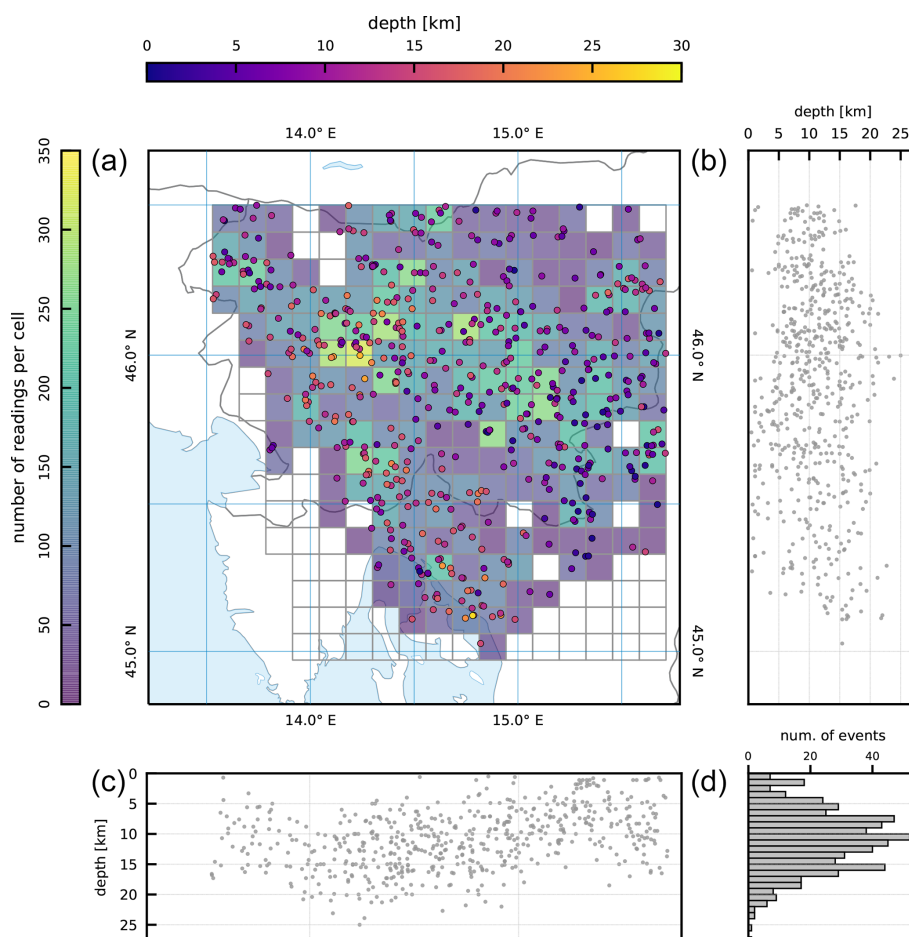 depth [km]
0 5 10 15 20 25 30
depth [km]
0 5 10 15 20 25
(a)
14.0° E 15.0° E
(b)
350
300
250
200
150
100
50
0
number of readings per cell
46.0° N
45.0° N
46.0° N
45.0° N
14.0° E 15.0° E
(c)
0
5
10
15
20
25
depth [km]
(d)
num. of events
0 20 40